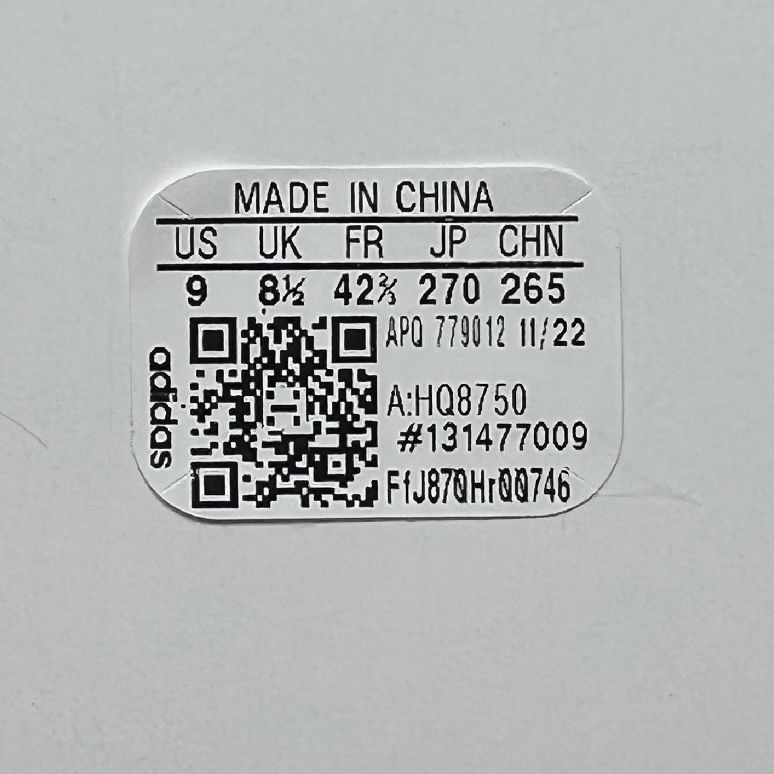 MADE IN CHINA
US UK FR JP CHN
9 8½ 42⅔ 270 265
APQ 779012 11/22
A:HQ8750
#131477009
FfJ870Hr00746
adidas